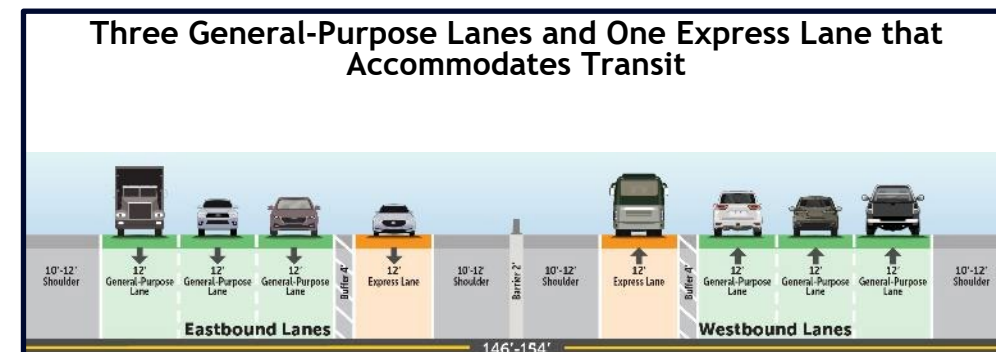 Three General-Purpose Lanes and One Express Lane that
Accommodates Transit
10'-12'
Shoulder
12'
General-Purpose
Lane
12'
General-Purpose
Lane
12'
General-Purpose
Lane
Buffer 4'
12'
Express Lane
10'-12'
Shoulder
Barrier 2'
10'-12'
Shoulder
12'
Express Lane
Buffer 4'
12'
General-Purpose
Lane
12'
General-Purpose
Lane
12'
General-Purpose
Lane
10'-12'
Shoulder
Eastbound Lanes
Westbound Lanes
146'-154'